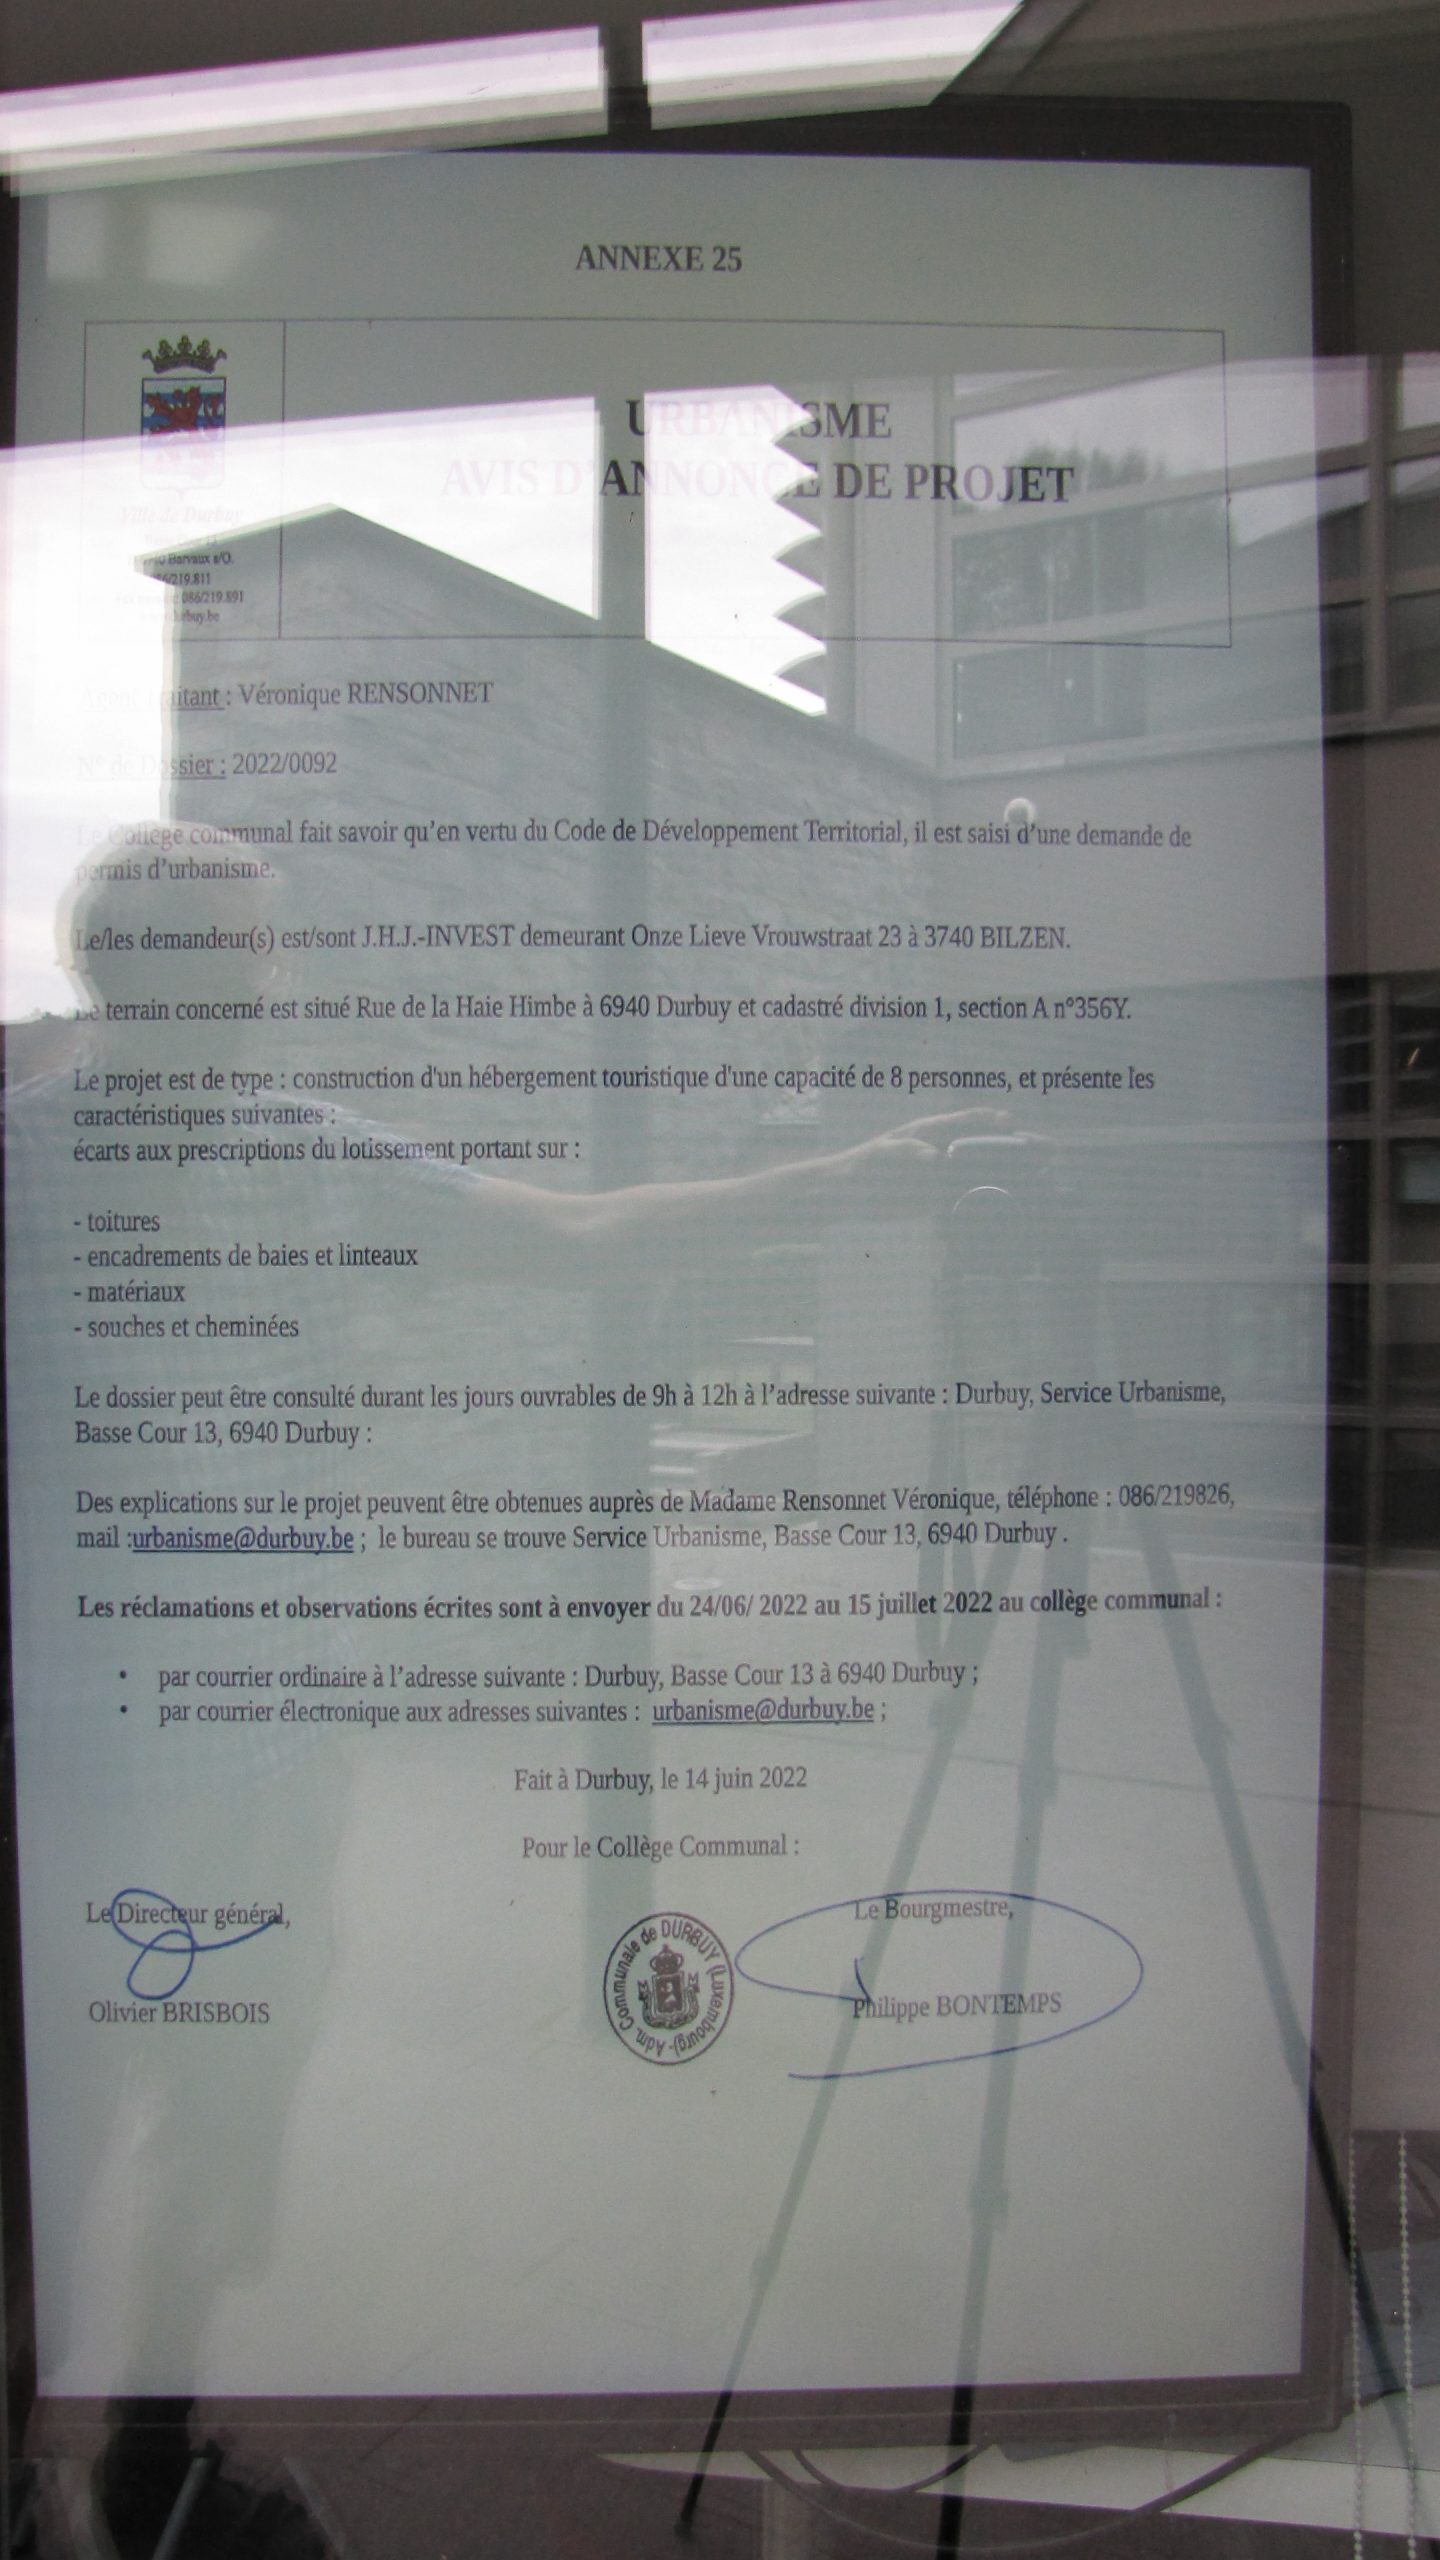 ANNEXE 25
URBANISME
AVIS D'ANNONCE DE PROJET
Ville de Durbuy
Barvaux s/O.
086/219.811
086/219.891
www.durbuy.be
Agent traitant : Véronique RENSONNET
N° de Dossier : 2022/0092
Le Collège communal fait savoir qu’en vertu du Code de Développement Territorial, il est saisi d’une demande de
permis d’urbanisme.
Le/les demandeur(s) est/sont J.H.J.-INVEST demeurant Onze Lieve Vrouwstraat 23 à 3740 BILZEN.
Le terrain concerné est situé Rue de la Haie Himbe à 6940 Durbuy et cadastré division 1, section A n°356Y.
Le projet est de type : construction d'un hébergement touristique d'une capacité de 8 personnes, et présente les
caractéristiques suivantes :
écarts aux prescriptions du lotissement portant sur :
- toitures
- encadrements de baies et linteaux
- matériaux
- souches et cheminées
Le dossier peut être consulté durant les jours ouvrables de 9h à 12h à l’adresse suivante : Durbuy, Service Urbanisme,
Basse Cour 13, 6940 Durbuy :
Des explications sur le projet peuvent être obtenues auprès de Madame Rensonnet Véronique, téléphone : 086/219826,
mail :urbanisme@durbuy.be ; le bureau se trouve Service Urbanisme, Basse Cour 13, 6940 Durbuy .
Les réclamations et observations écrites sont à envoyer du 24/06/ 2022 au 15 juillet 2022 au collège communal :
• par courrier ordinaire à l’adresse suivante : Durbuy, Basse Cour 13 à 6940 Durbuy ;
• par courrier électronique aux adresses suivantes : urbanisme@durbuy.be ;
Fait à Durbuy, le 14 juin 2022
Pour le Collège Communal :
Le Directeur général,
Le Bourgmestre,
Adm. Communale de DURBUY (Luxembourg)-
Olivier BRISBOIS
Philippe BONTEMPS